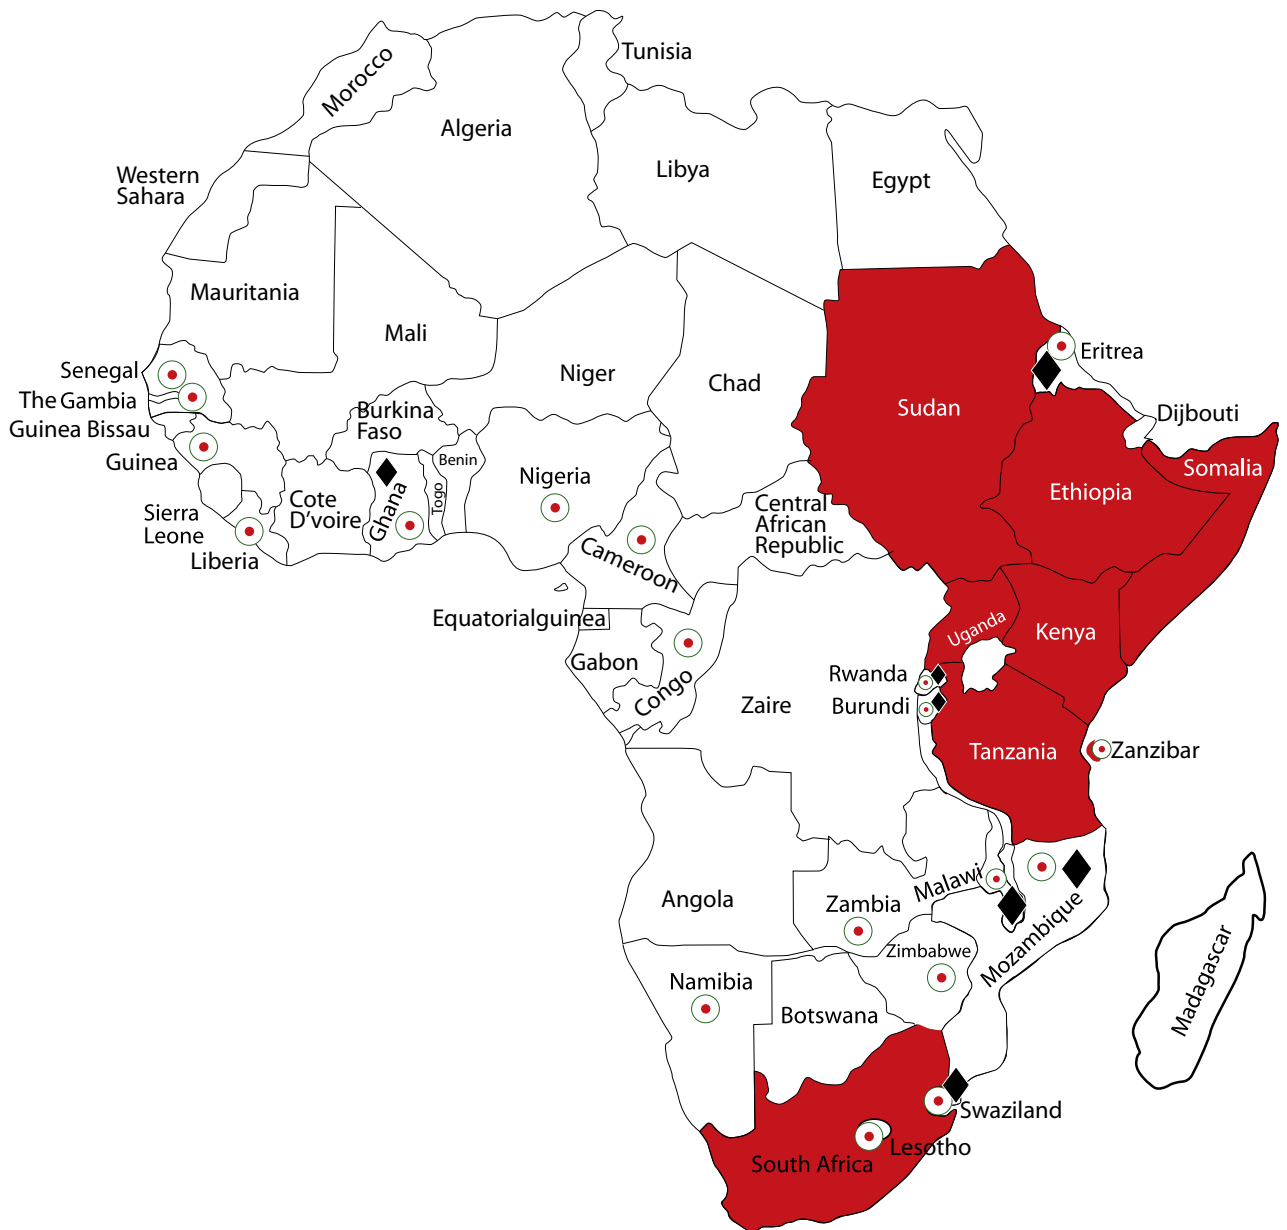 Tunisia
Morocco
Algeria
Libya
Egypt
Western
Sahara
Mauritania
Mali
Niger
Chad
Sudan
Eritrea
Senegal
The Gambia
Guinea Bissau
Guinea
Sierra
Leone
Liberia
Burkina
Faso
Cote
D'voire
Ghana
Togo
Benin
Nigeria
Dijbouti
Somalia
Ethiopia
Central
African
Republic
Cameroon
Equatorialguinea
Gabon
Congo
Zaire
Uganda
Kenya
Rwanda
Burundi
Tanzania
Zanzibar
Angola
Zambia
Malawi
Mozambique
Zimbabwe
Namibia
Botswana
Madagascar
Swaziland
Lesotho
South Africa